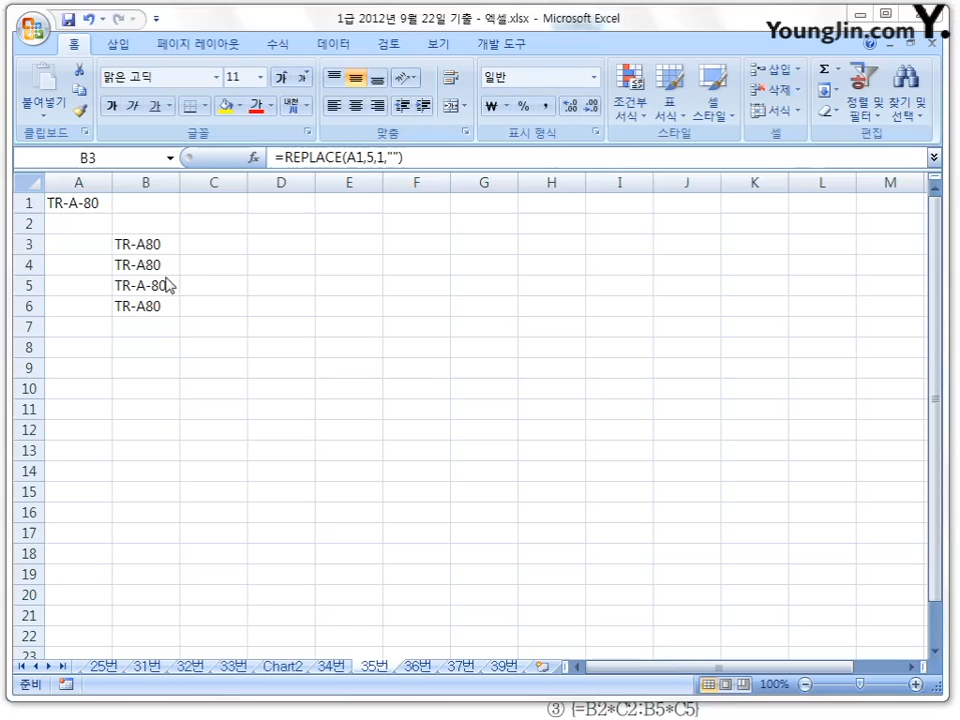 1급 2012년 9월 22일 기출 - 엑셀.xlsx - Microsoft Excel
YoungJin.com Y.
홈 삽입 페이지 레이아웃 수식 데이터 검토 보기 개발 도구
붙여넣기
맑은 고딕 11 가 가
가 가 가 가 내천
일반
₩ % ,
조건부 서식
표 서식
셀 스타일
삽입
삭제
서식
Σ
정렬 및 필터
찾기 및 선택
클립보드 글꼴 맞춤 표시 형식 스타일 셀 편집
B3 fx =REPLACE(A1,5,1,"")
A B C D E F G H I J K L M
1 TR-A-80
2
3 TR-A80
4 TR-A80
5 TR-A-80
6 TR-A80
7
8
9
10
11
12
13
14
15
16
17
18
19
20
21
22
23
25번 31번 32번 33번 Chart2 34번 35번 36번 37번 39번
준비 100%
③ {=B2*C2:B5*C5}